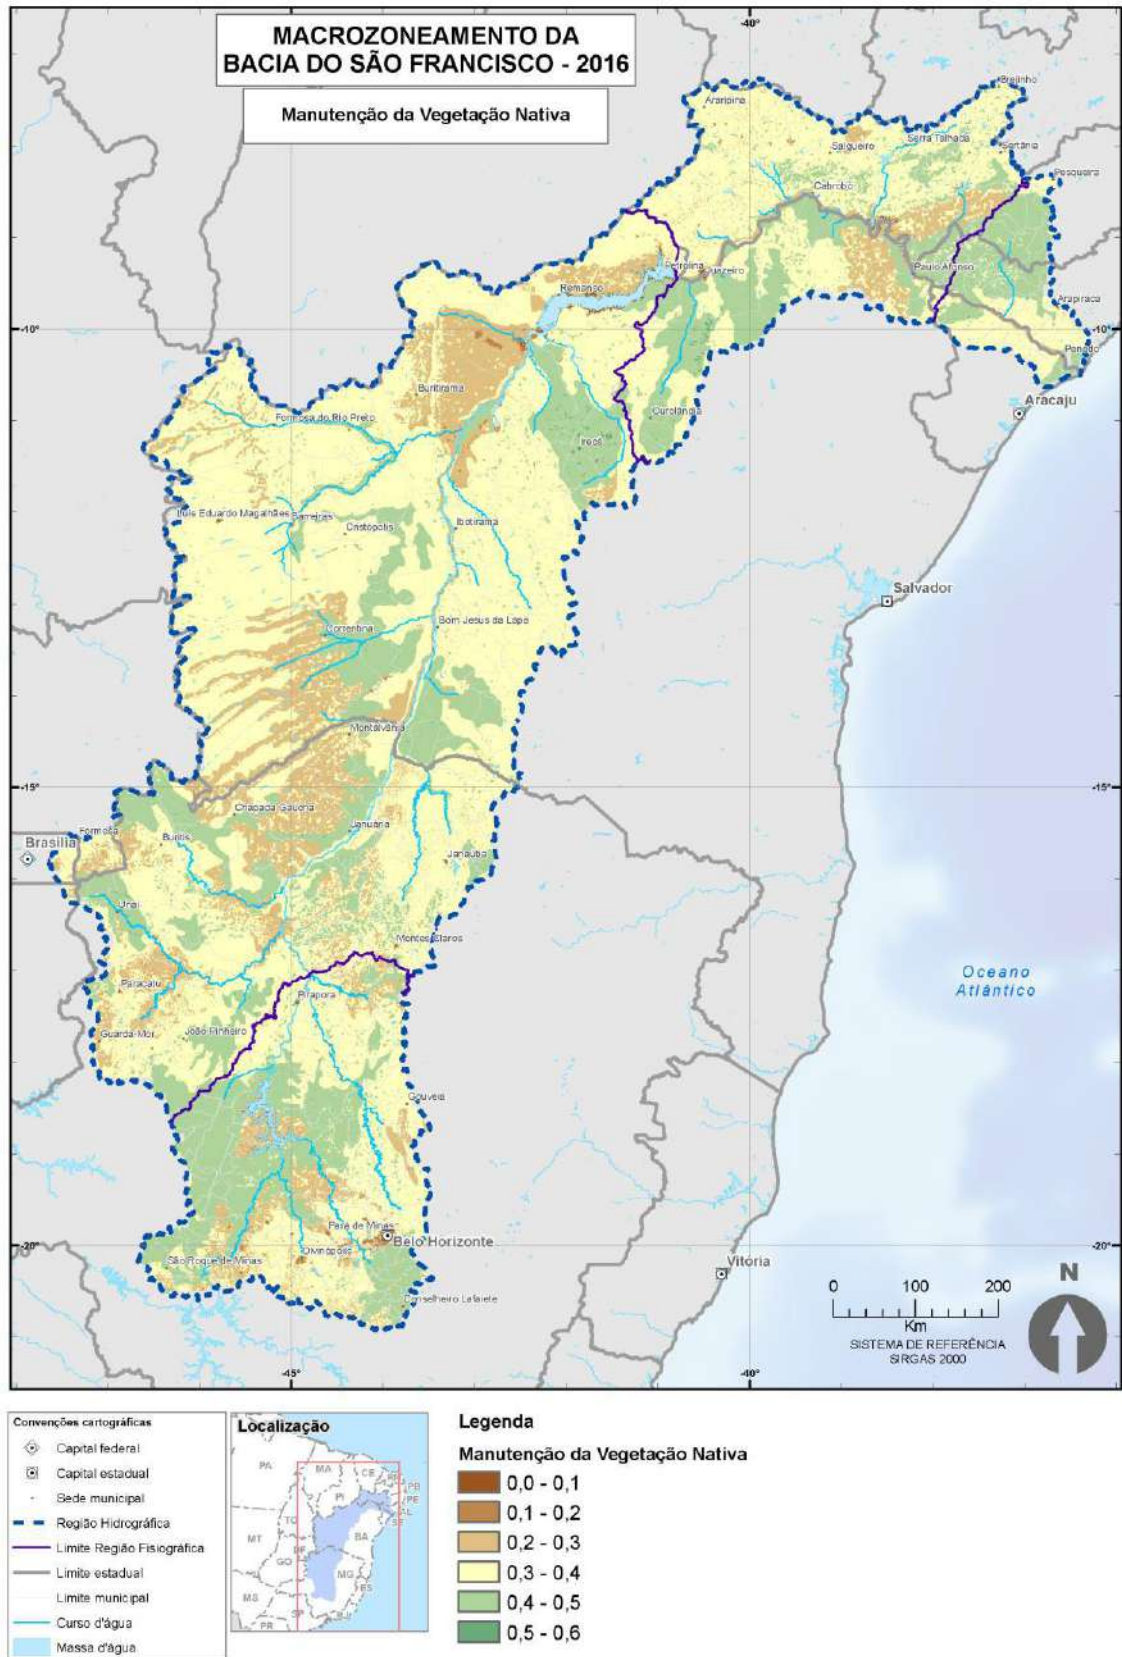 MACROZONEAMENTO DA
BACIA DO SÃO FRANCISCO - 2016
Manutenção da Vegetação Nativa
-40°
Brejinho
Araripina
Salgueiro
Serra Talhada
Sertânia
Pesqueira
Cabrobó
Petrolina
Juazeiro
Paulo Afonso
Remanso
Arapiraca
-10°
-10°
Penedo
Buritirama
Aracaju
Formosa do Rio Preto
Ourolândia
Irecê
Luís Eduardo Magalhães
Barreiras
Cristópolis
Ibotirama
Salvador
Correntina
Bom Jesus da Lapa
Montalvânia
-15°
-15°
Chapada Gaúcha
Formosa
Buritis
Januária
Brasília
Janaúba
Unaí
Montes Claros
Oceano
Atlântico
Paracatu
Pirapora
Guarda-Mor
João Pinheiro
Gouveia
Pará de Minas
Belo Horizonte
-20°
-20°
São Roque de Minas
Divinópolis
Vitória
Conselheiro Lafaiete
0 100 200
Km
SISTEMA DE REFERÊNCIA
SIRGAS 2000
N
-45°
-40°
Convenções cartográficas
Capital federal
Capital estadual
Sede municipal
Região Hidrográfica
Limite Região Fisiográfica
Limite estadual
Limite municipal
Curso d'água
Massa d'água
Localização
PA
MA
CE
RN
PB
PE
AL
SE
PI
TO
BA
MT
DF
GO
MG
ES
MS
SP
RJ
PR
Legenda
Manutenção da Vegetação Nativa
0,0 - 0,1
0,1 - 0,2
0,2 - 0,3
0,3 - 0,4
0,4 - 0,5
0,5 - 0,6